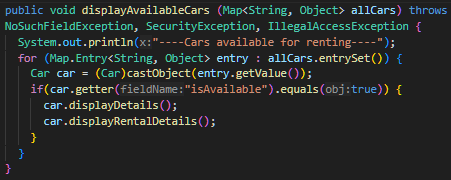 public void displayAvailableCars (Map<String, Object> allCars) throws
NoSuchFieldException, SecurityException, IllegalAccessException {
System.out.println(x:"----Cars available for renting----");
for (Map.Entry<String, Object> entry : allCars.entrySet()) {
Car car = (Car)castObject(entry.getValue());
if(car.getter(fieldName:"isAvailable").equals(obj:true)) {
car.displayDetails();
car.displayRentalDetails();
}
}
}